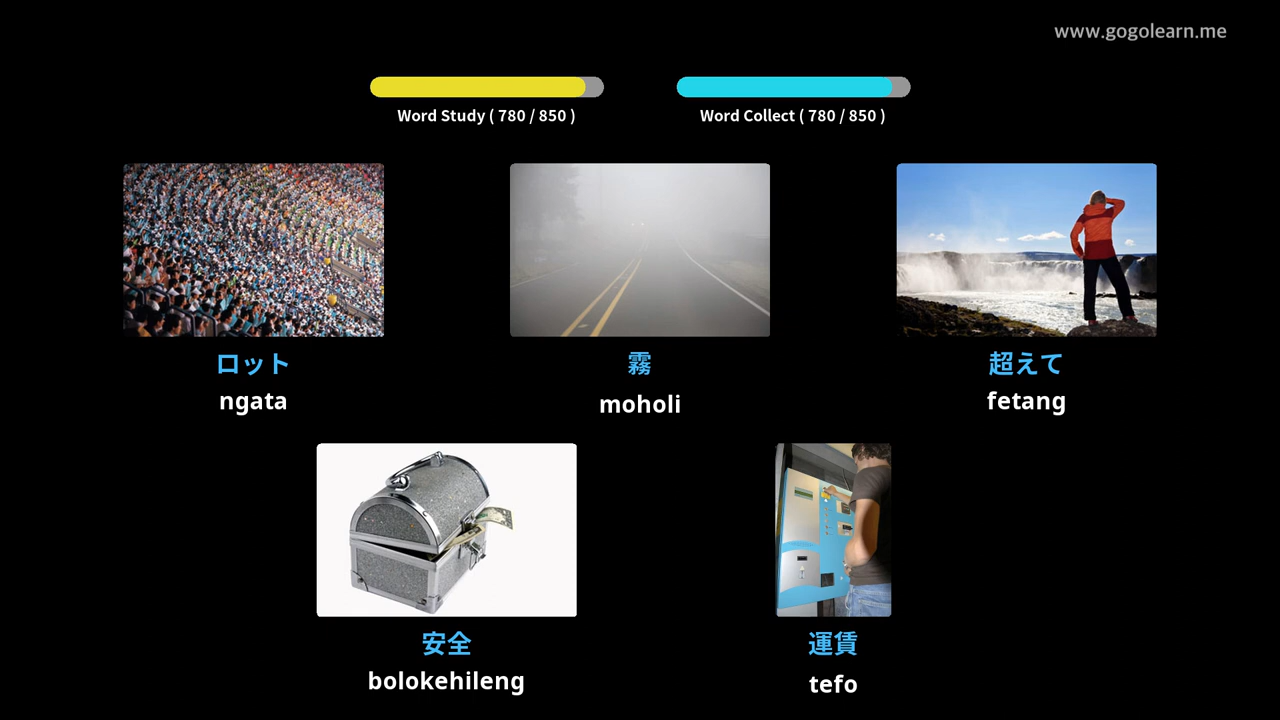 www.gogolearn.me
Word Study ( 780 / 850 )
Word Collect ( 780 / 850 )
ロット
ngata
霧
moholi
超えて
fetang
安全
bolokehileng
運賃
tefo